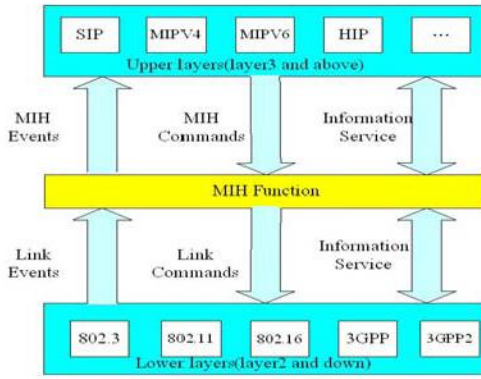 SIP MIPV4 MIPV6 HIP ...
Upper layers(layer3 and above)
MIH Events
MIH Commands
Information Service
MIH Function
Link Events
Link Commands
Information Service
802.3 802.11 802.16 3GPP 3GPP2
Lower layers(layer2 and down)